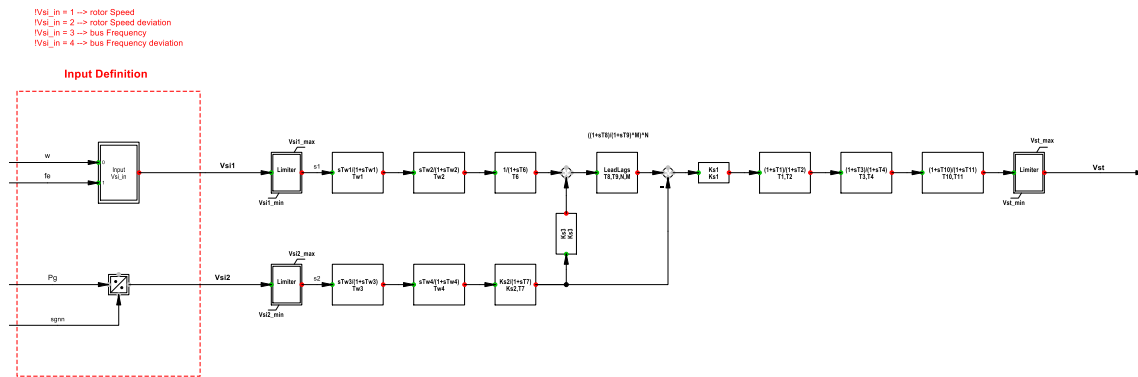 !Vsi_in = 1 --> rotor Speed
!Vsi_in = 2 --> rotor Speed deviation
!Vsi_in = 3 --> bus Frequency
!Vsi_in = 4 --> bus Frequency deviation
Input Definition
((1+sT8)/(1+sT9)^M)^N
w
fe
0
1
Input
Vsi_in
Vsi1
Vsi1_max
Limiter
Vsi1_min
s1
sTw1/(1+sTw1)
Tw1
sTw2/(1+sTw2)
Tw2
1/(1+sT6)
T6
LeadLags
T8,T9,N,M
-
Ks1
Ks1
(1+sT1)/(1+sT2)
T1,T2
(1+sT3)/(1+sT4)
T3,T4
(1+sT10)/(1+sT11)
T10,T11
Vst_max
Limiter
Vst_min
Vst
Ks3
Ks3
Pg
sgnn
Vsi2
Vsi2_max
Limiter
Vsi2_min
s2
sTw3/(1+sTw3)
Tw3
sTw4/(1+sTw4)
Tw4
Ks2/(1+sT7)
Ks2,T7